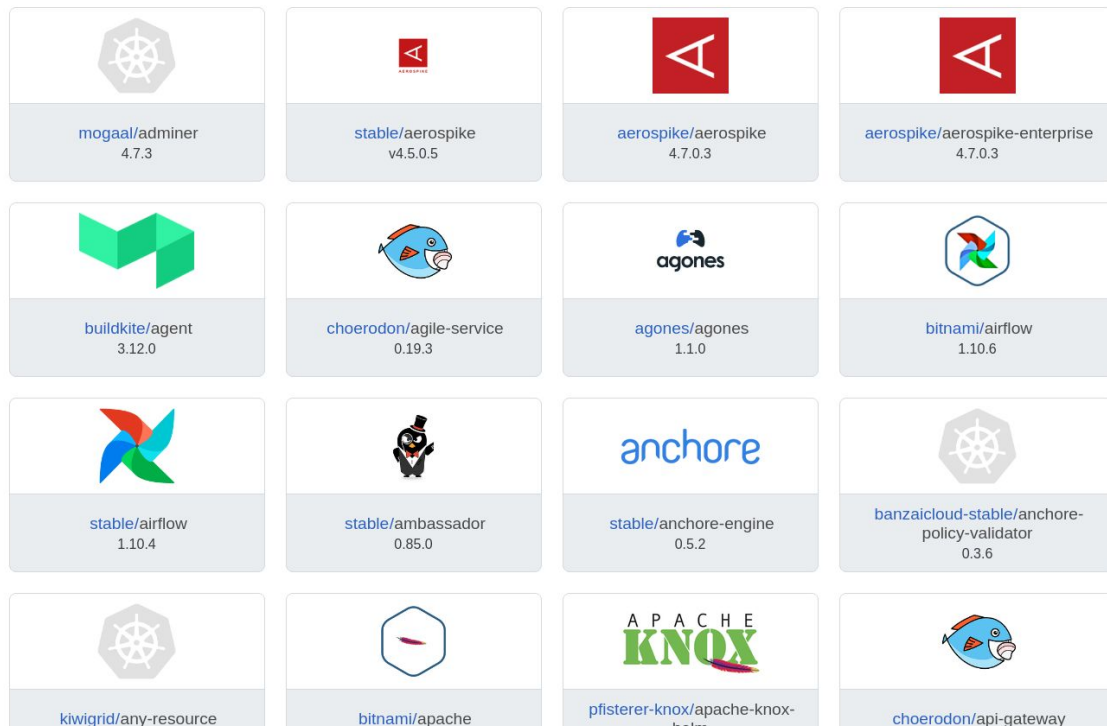 AEROSPIKE
mogaal/adminer
4.7.3
stable/aerospike
v4.5.0.5
aerospike/aerospike
4.7.0.3
aerospike/aerospike-enterprise
4.7.0.3
agones
buildkite/agent
3.12.0
choerodon/agile-service
0.19.3
agones/agones
1.1.0
bitnami/airflow
1.10.6
anchore
stable/airflow
1.10.4
stable/ambassador
0.85.0
stable/anchore-engine
0.5.2
banzaicloud-stable/anchore-
policy-validator
0.3.6
APACHE
KNOX
kiwigrid/any-resource
bitnami/apache
pfisterer-knox/apache-knox-
helm
choerodon/api-gateway